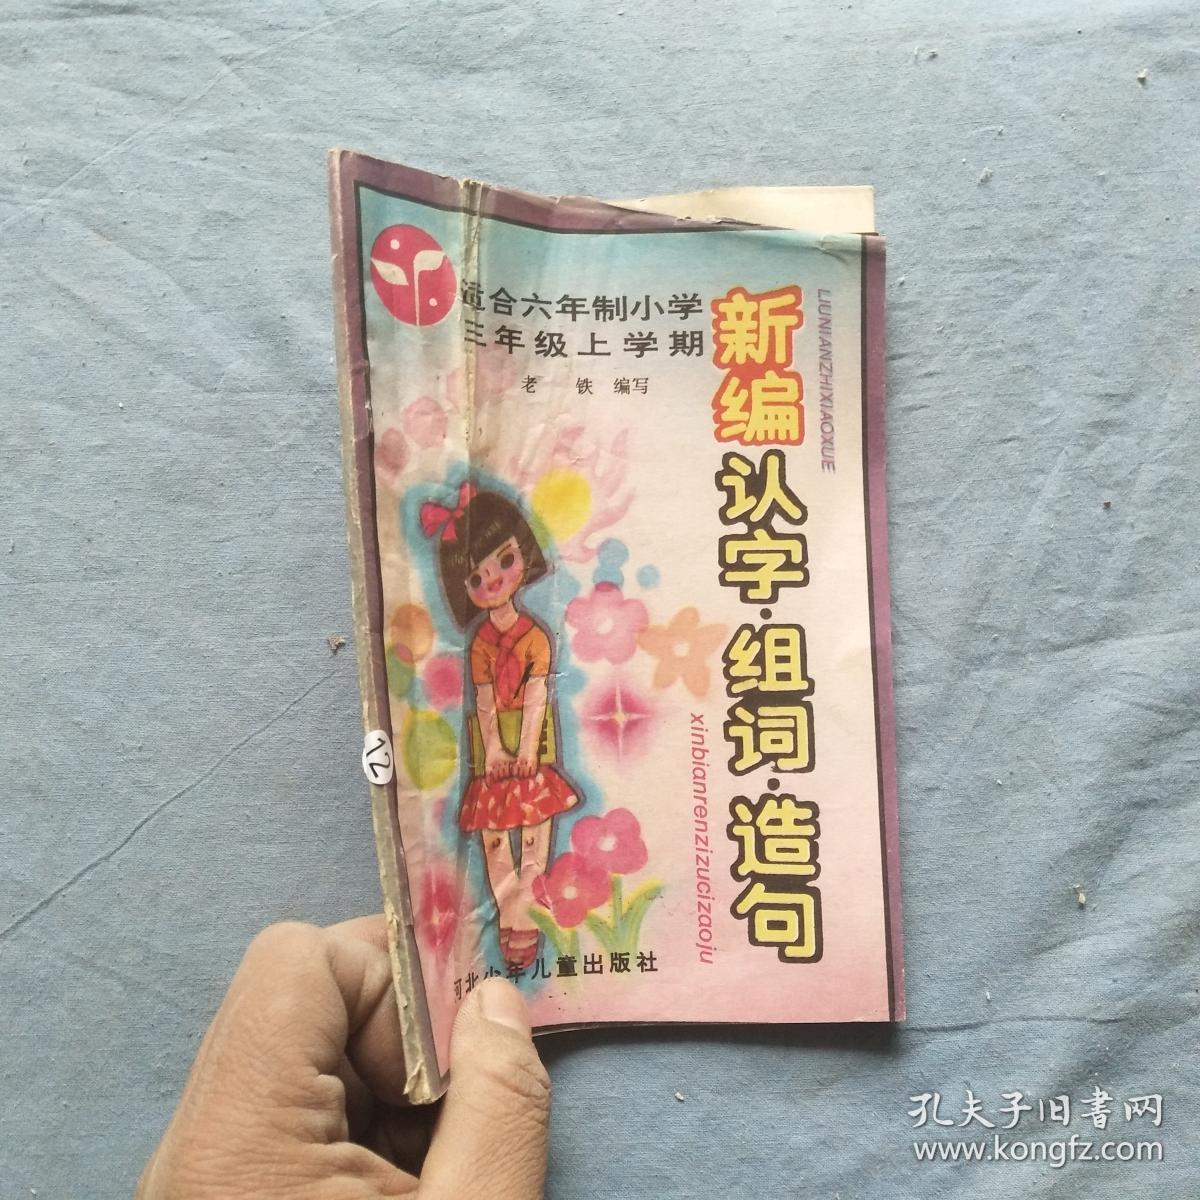 适合六年制小学
三年级上学期
老 铁 编写
新编
认字·组词·造句
LIUNIANZHIXIAOXUE
xinbianrenzizucizaoju
河北少年儿童出版社
12
孔夫子旧书网
www.kongfz.com